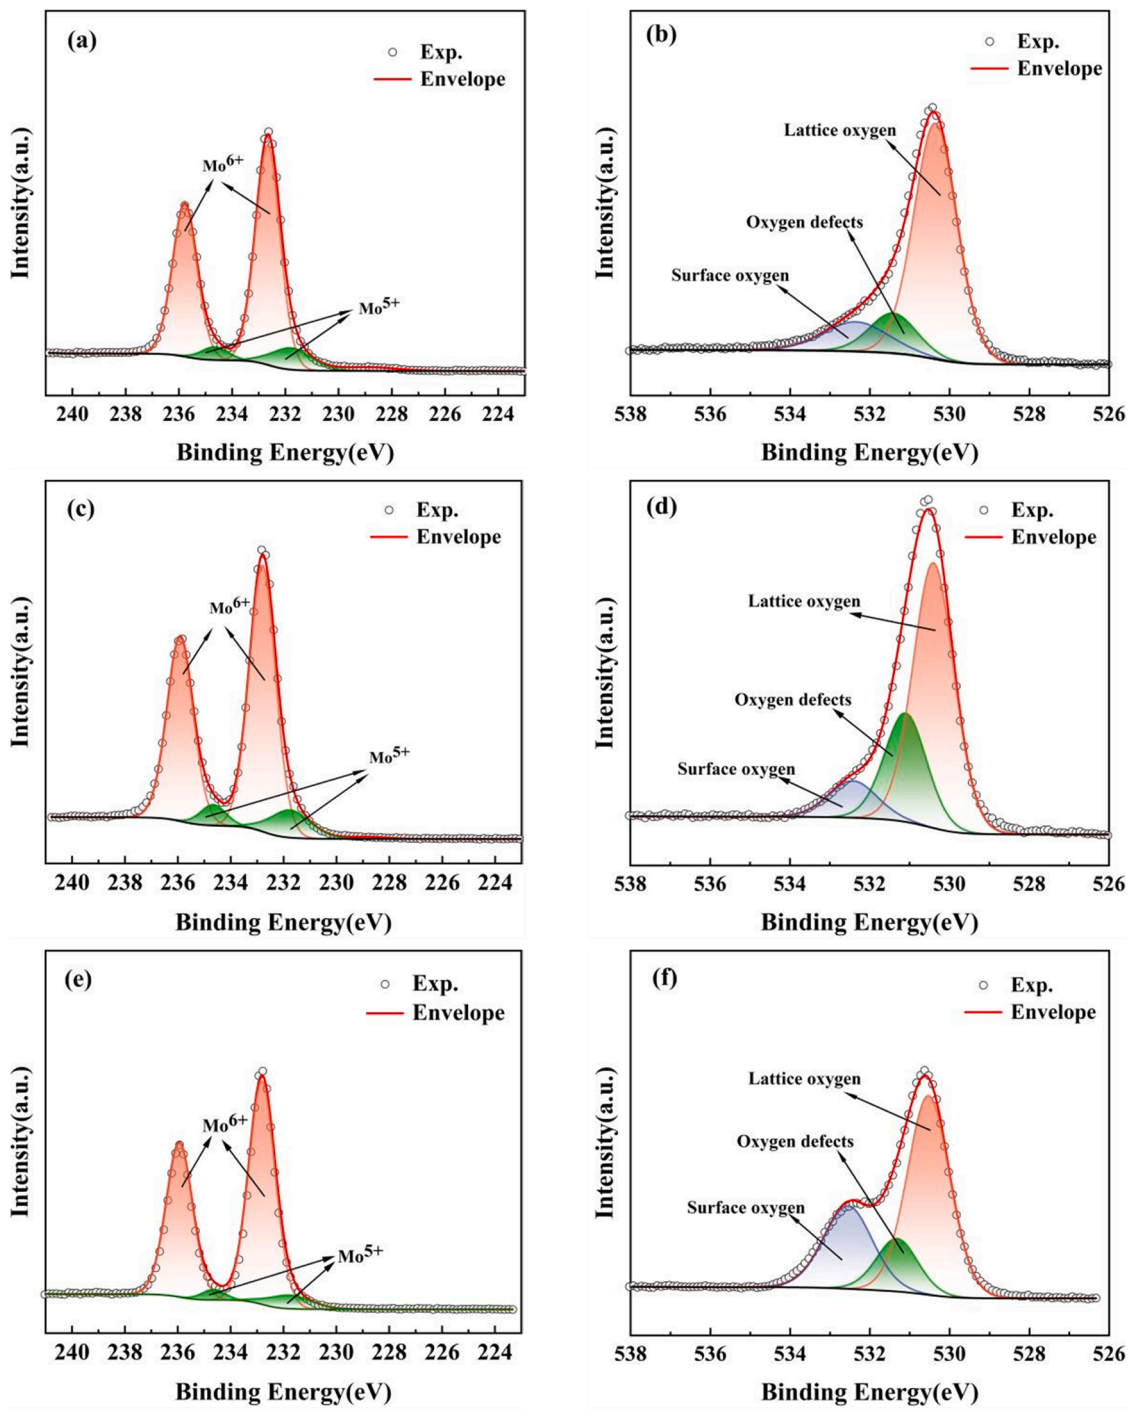 (a)
Exp.
Envelope
Mo6+
Mo5+
Intensity(a.u.)
240 238 236 234 232 230 228 226 224
Binding Energy(eV)
(b)
Exp.
Envelope
Lattice oxygen
Oxygen defects
Surface oxygen
Intensity(a.u.)
538 536 534 532 530 528 526
Binding Energy(eV)
(c)
Exp.
Envelope
Mo6+
Mo5+
Intensity(a.u.)
240 238 236 234 232 230 228 226 224
Binding Energy(eV)
(d)
Exp.
Envelope
Lattice oxygen
Oxygen defects
Surface oxygen
Intensity(a.u.)
538 536 534 532 530 528 526
Binding Energy(eV)
(e)
Exp.
Envelope
Mo6+
Mo5+
Intensity(a.u.)
240 238 236 234 232 230 228 226 224
Binding Energy(eV)
(f)
Exp.
Envelope
Lattice oxygen
Oxygen defects
Surface oxygen
Intensity(a.u.)
538 536 534 532 530 528 526
Binding Energy(eV)